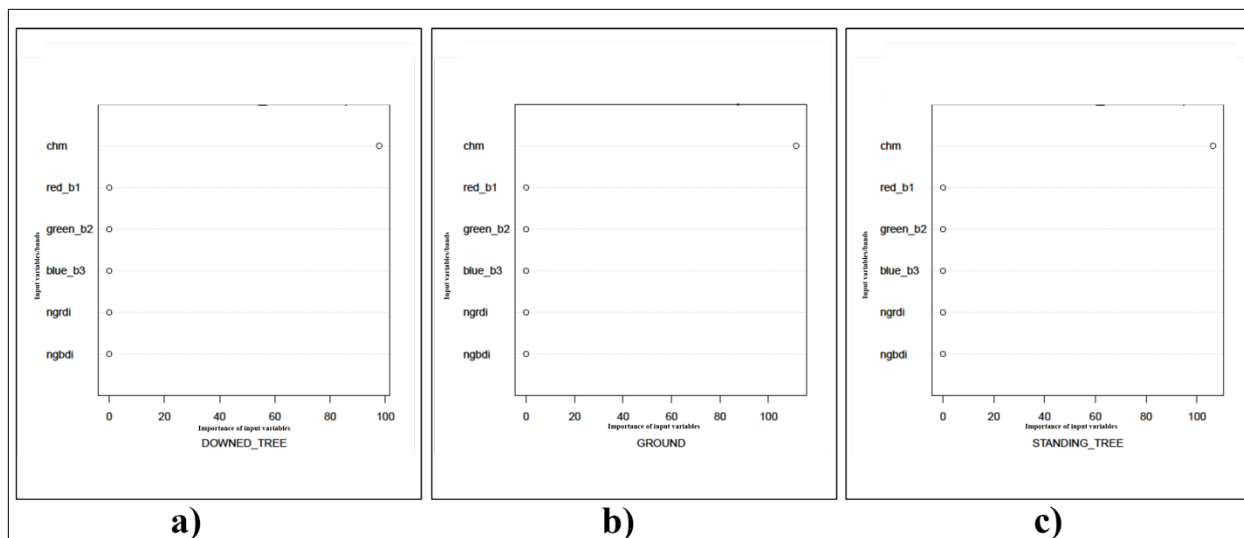 chm
red_b1
green_b2
blue_b3
ngrdi
ngbdi
Input variables/bands
0 20 40 60 80 100
Importance of input variables
DOWNED_TREE
a)
chm
red_b1
green_b2
blue_b3
ngrdi
ngbdi
Input variables/bands
0 20 40 60 80 100
Importance of input variables
GROUND
b)
chm
red_b1
green_b2
blue_b3
ngrdi
ngbdi
Input variables/bands
0 20 40 60 80 100
Importance of input variables
STANDING_TREE
c)